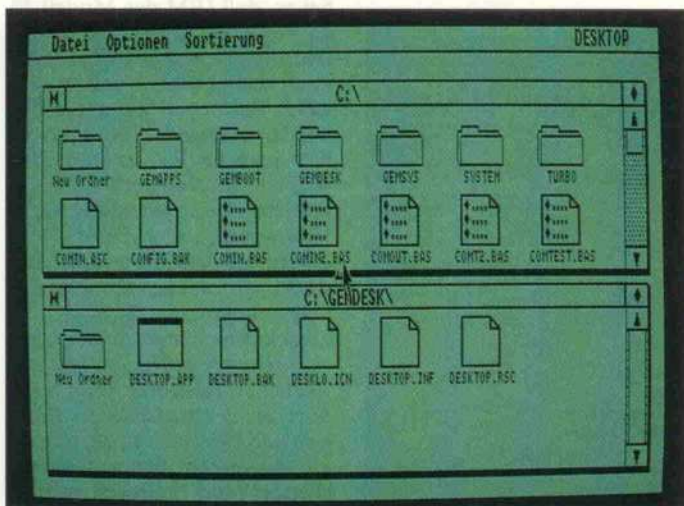 Datei Optionen Sortierung DESKTOP
C:\
Neu Ordner GEMAPPS GEMBOOT GEMDESK GEMSYS SYSTEM TURBO
COMIN.ASC CONFIG.BAK COMIN.BAS COMIN2.BAS COMOUT.BAS COMT2.BAS COMTEST.BAS
C:\GEMDESK\
Neu Ordner DESKTOP.APP DESKTOP.BAK DESKLO.ICN DESKTOP.INF DESKTOP.RSC